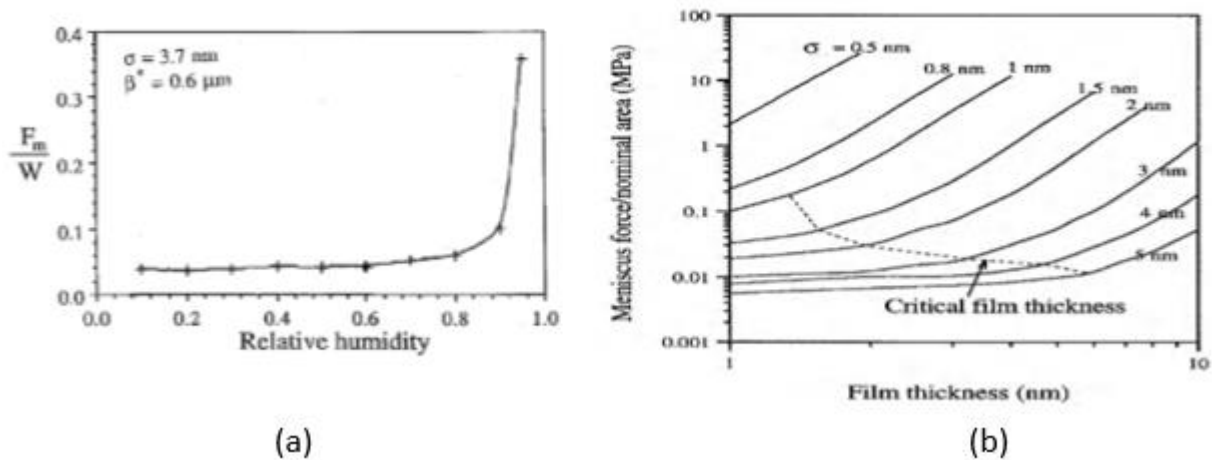 0.4
0.3
0.2
0.1
0.0
F_m
W
σ = 3.7 nm
β* = 0.6 μm
0.0 0.2 0.4 0.6 0.8 1.0
Relative humidity
(a)
Meniscus force/nominal area (MPa)
100
10
1
0.1
0.01
0.001
σ = 0.5 nm
0.8 nm
1 nm
1.5 nm
2 nm
3 nm
4 nm
5 nm
Critical film thickness
1 10
Film thickness (nm)
(b)